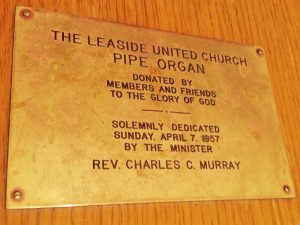 THE LEASIDE UNITED CHURCH
PIPE ORGAN
DONATED BY
MEMBERS AND FRIENDS
TO THE GLORY OF GOD
SOLEMNLY DEDICATED
SUNDAY, APRIL 7, 1957
BY THE MINISTER
REV. CHARLES C. MURRAY